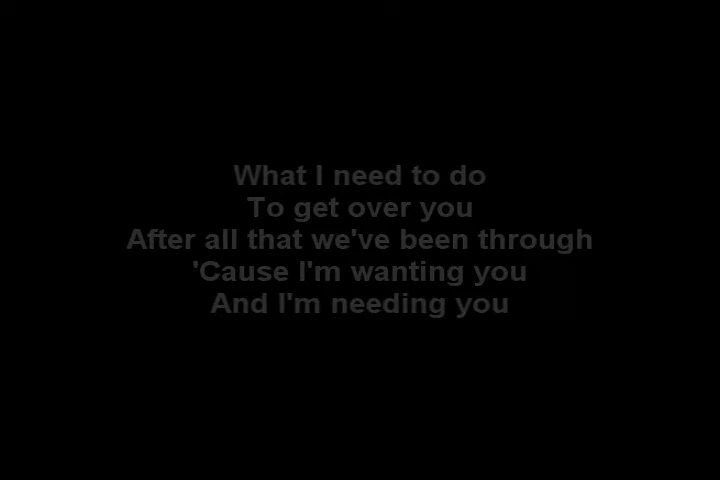 What I need to do
To get over you
After all that we've been through
'Cause I'm wanting you
And I'm needing you